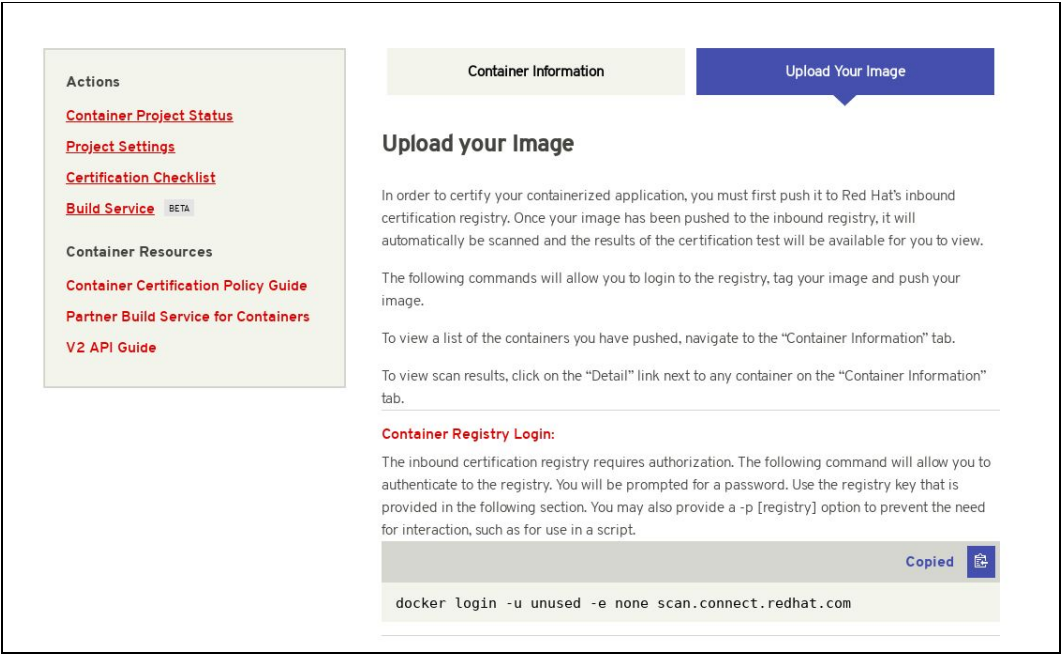 Actions
Container Project Status
Project Settings
Certification Checklist
Build Service BETA
Container Resources
Container Certification Policy Guide
Partner Build Service for Containers
V2 API Guide
Container Information
Upload Your Image
Upload your Image
In order to certify your containerized application, you must first push it to Red Hat's inbound
certification registry. Once your image has been pushed to the inbound registry, it will
automatically be scanned and the results of the certification test will be available for you to view.
The following commands will allow you to login to the registry, tag your image and push your
image.
To view a list of the containers you have pushed, navigate to the “Container Information” tab.
To view scan results, click on the “Detail” link next to any container on the “Container Information”
tab.
Container Registry Login:
The inbound certification registry requires authorization. The following command will allow you to
authenticate to the registry. You will be prompted for a password. Use the registry key that is
provided in the following section. You may also provide a -p [registry] option to prevent the need
for interaction, such as for use in a script.
Copied
docker login -u unused -e none scan.connect.redhat.com